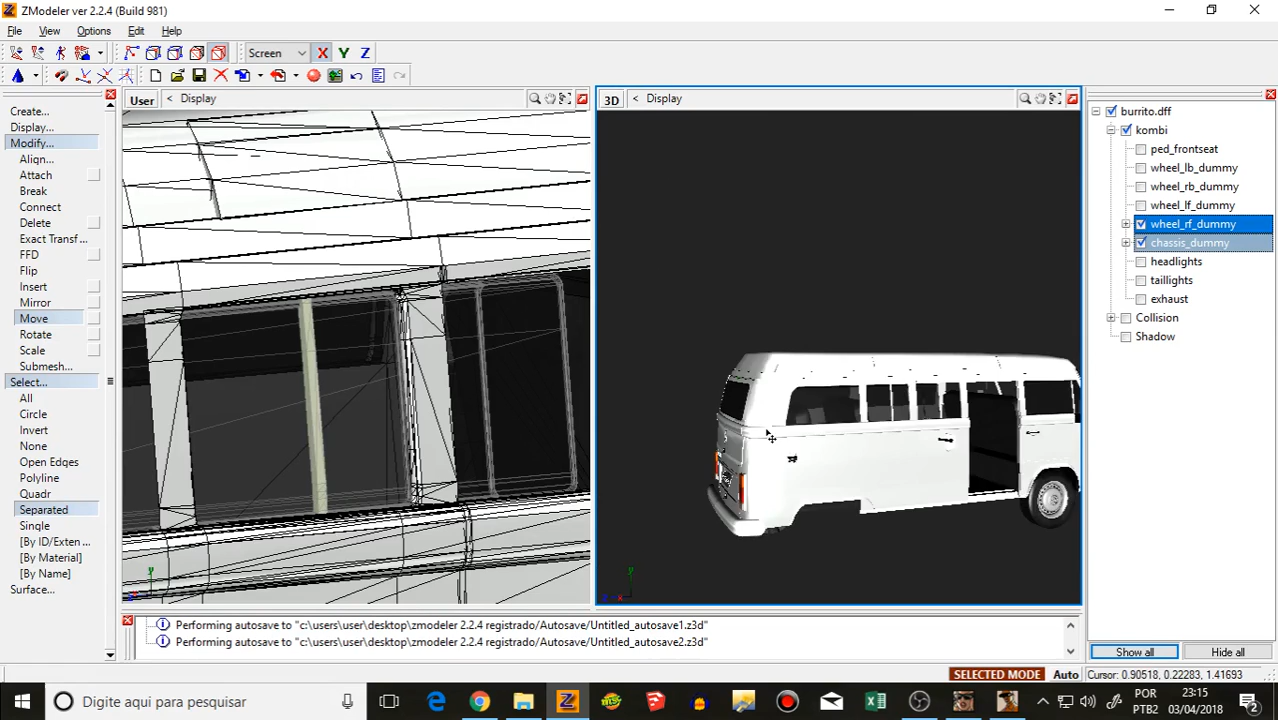 ZModeler ver 2.2.4 (Build 981)
File View Options Edit Help
Screen X Y Z
User < Display
3D < Display
Create...
Display...
Modify...
Align...
Attach
Break
Connect
Delete
Exact Transf ...
FFD
Flip
Insert
Mirror
Move
Rotate
Scale
Submesh...
Select...
All
Circle
Invert
None
Open Edges
Polyline
Quadr
Separated
Single
[By ID/Exten ...
[By Material]
[By Name]
Surface...
burrito.dff
kombi
ped_frontseat
wheel_lb_dummy
wheel_rb_dummy
wheel_lf_dummy
wheel_rf_dummy
chassis_dummy
headlights
taillights
exhaust
Collision
Shadow
Show all Hide all
Performing autosave to "c:\users\user\desktop\zmodeler 2.2.4 registrado/Autosave/Untitled_autosave1.z3d"
Performing autosave to "c:\users\user\desktop\zmodeler 2.2.4 registrado/Autosave/Untitled_autosave2.z3d"
SELECTED MODE Auto Cursor: 0.90518, 0.22283, 1.41693
Digite aqui para pesquisar
POR
PTB2
23:15
03/04/2018
2